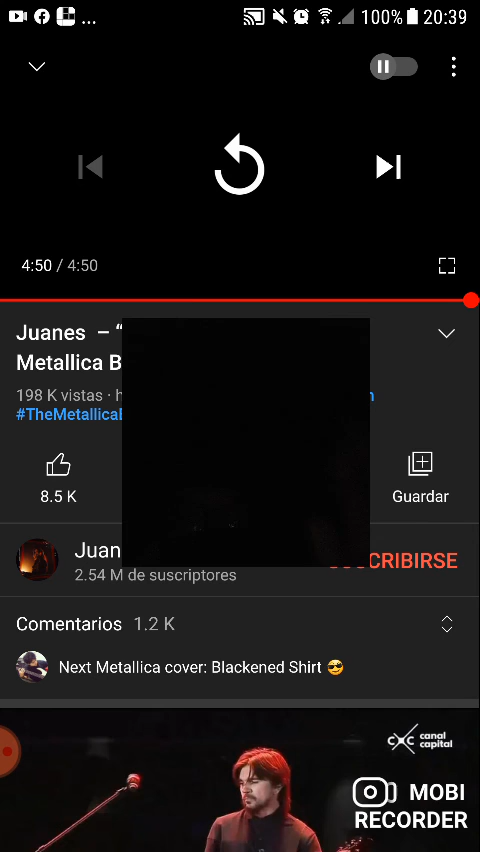 ... 100% 20:39
4:50 / 4:50
Juanes – “
Metallica B
198 K vistas · h
#TheMetallica
8.5 K
Guardar
Juan
SUSCRIBIRSE
2.54 M de suscriptores
Comentarios 1.2 K
Next Metallica cover: Blackened Shirt 😎
canal
capital
MOBI
RECORDER